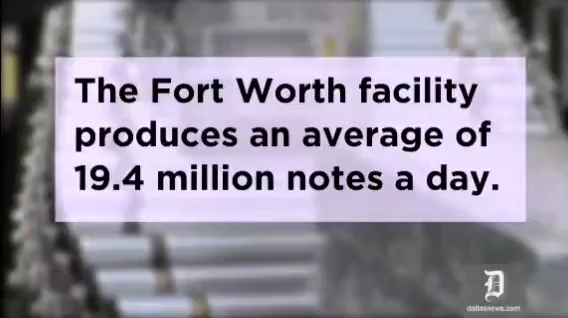 The Fort Worth facility
produces an average of
19.4 million notes a day.
D
dallasnews.com